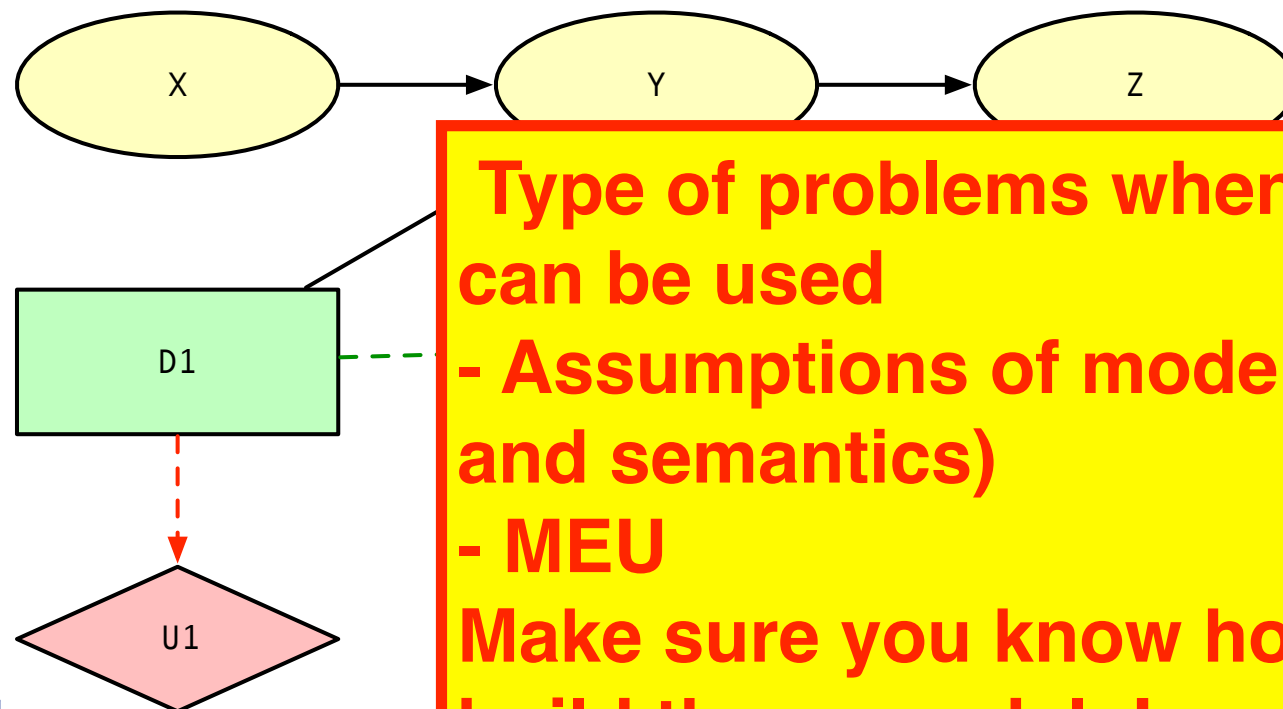 X
Y
Z
Type of problems when
can be used
D1
- Assumptions of mode
and semantics)
- MEU
U1
Make sure you know ho